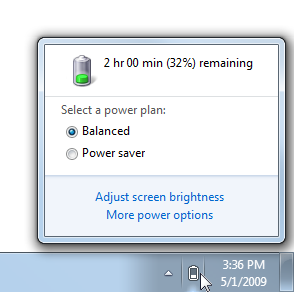 2 hr 00 min (32%) remaining
Select a power plan:
Balanced
Power saver
Adjust screen brightness
More power options
3:36 PM
5/1/2009